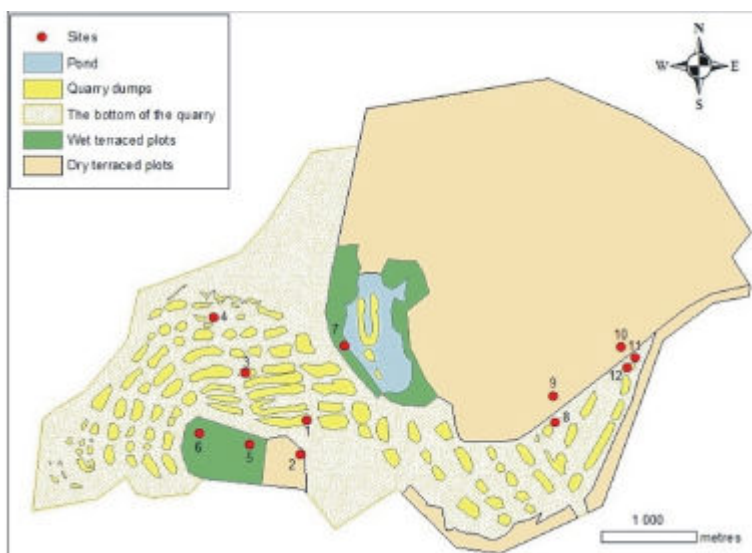 Sites
Pond
Quarry dumps
The bottom of the quarry
Wet terraced plots
Dry terraced plots
N
W E
S
4
7
3
10
11
12
9
8
1
6
5
2
1 000
metres